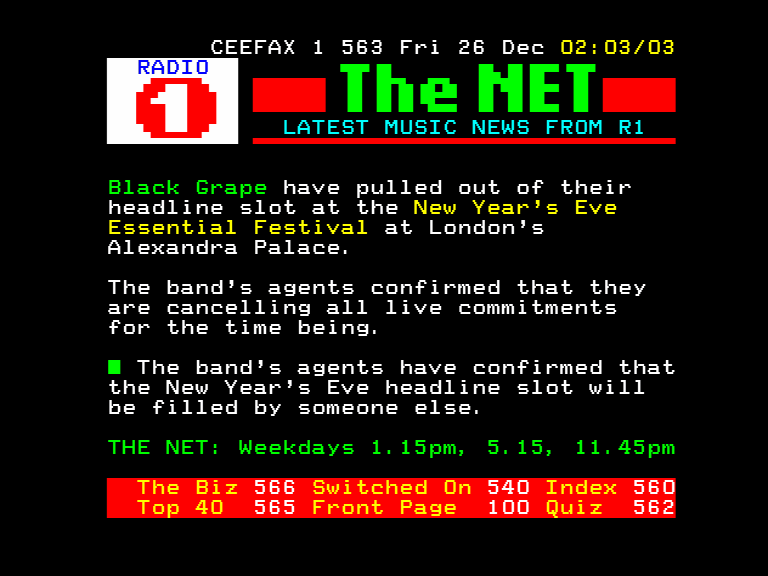 CEEFAX 1 563 Fri 26 Dec 02:03/03
RADIO
1
The NET
LATEST MUSIC NEWS FROM R1
Black Grape have pulled out of their
headline slot at the New Year's Eve
Essential Festival at London's
Alexandra Palace.
The band's agents confirmed that they
are cancelling all live commitments
for the time being.
The band's agents have confirmed that
the New Year's Eve headline slot will
be filled by someone else.
THE NET: Weekdays 1.15pm, 5.15, 11.45pm
The Biz 566 Switched On 540 Index 560
Top 40 565 Front Page 100 Quiz 562